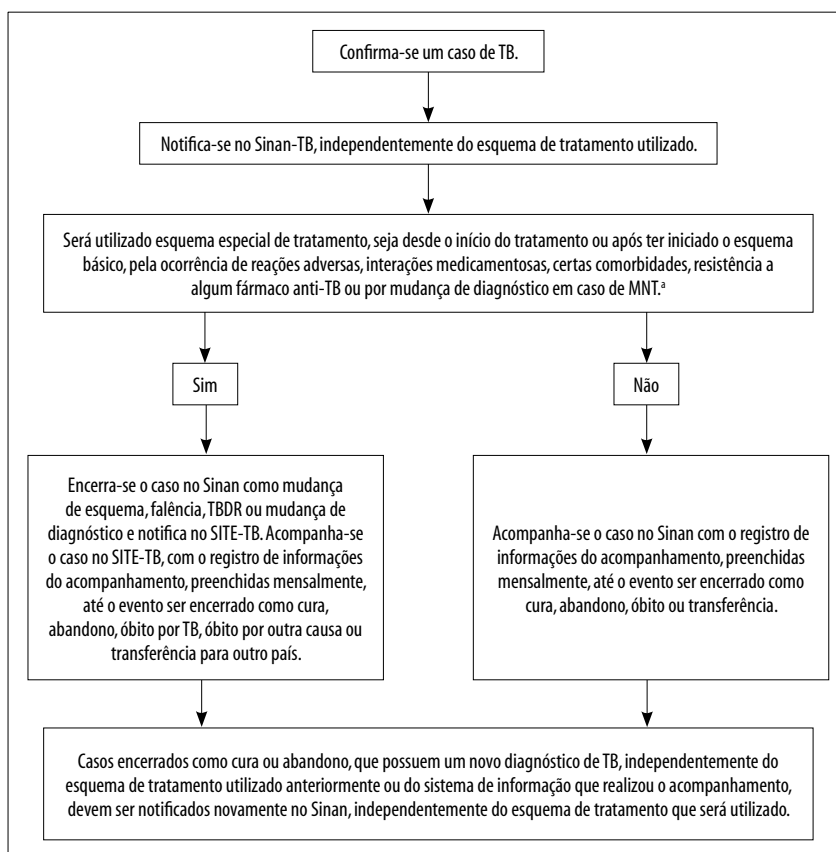 Confirma-se um caso de TB.
Notifica-se no Sinan-TB, independentemente do esquema de tratamento utilizado.
Será utilizado esquema especial de tratamento, seja desde o início do tratamento ou após ter iniciado o esquema
básico, pela ocorrência de reações adversas, interações medicamentosas, certas comorbidades, resistência a
algum fármaco anti-TB ou por mudança de diagnóstico em caso de MNT.ª
Sim
Não
Encerra-se o caso no Sinan como mudança
de esquema, falência, TBDR ou mudança de
diagnóstico e notifica no SITE-TB. Acompanha-se
o caso no SITE-TB, com o registro de informações
do acompanhamento, preenchidas mensalmente,
até o evento ser encerrado como cura,
abandono, óbito por TB, óbito por outra causa ou
transferência para outro país.
Acompanha-se o caso no Sinan com o registro de
informações do acompanhamento, preenchidas
mensalmente, até o evento ser encerrado como
cura, abandono, óbito ou transferência.
Casos encerrados como cura ou abandono, que possuem um novo diagnóstico de TB, independentemente do
esquema de tratamento utilizado anteriormente ou do sistema de informação que realizou o acompanhamento,
devem ser notificados novamente no Sinan, independentemente do esquema de tratamento que será utilizado.